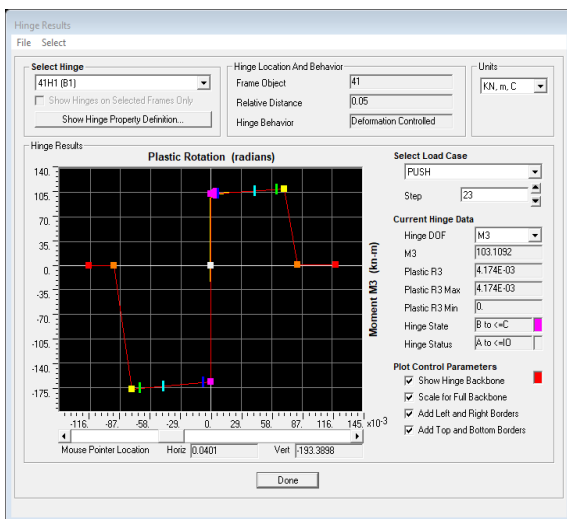 Hinge Results
File Select
Select Hinge
41H1 (B1)
Show Hinges on Selected Frames Only
Show Hinge Property Definition...
Hinge Location And Behavior
Frame Object 41
Relative Distance 0.05
Hinge Behavior Deformation Controlled
Units
KN, m, C
Hinge Results
Plastic Rotation (radians)
140.
105.
70.
35.
0.
-35.
-70.
-105.
-140.
-175.
Moment M3 (kn-m)
-116. -87. -58. -29. 0. 29. 58. 87. 116. 145. x10-3
Mouse Pointer Location Horiz 0.0401 Vert -193.3898
Select Load Case
PUSH
Step 23
Current Hinge Data
Hinge DOF M3
M3 103.1092
Plastic R3 4.174E-03
Plastic R3 Max 4.174E-03
Plastic R3 Min 0.
Hinge State B to <=C
Hinge Status A to <=IO
Plot Control Parameters
Show Hinge Backbone
Scale for Full Backbone
Add Left and Right Borders
Add Top and Bottom Borders
Done